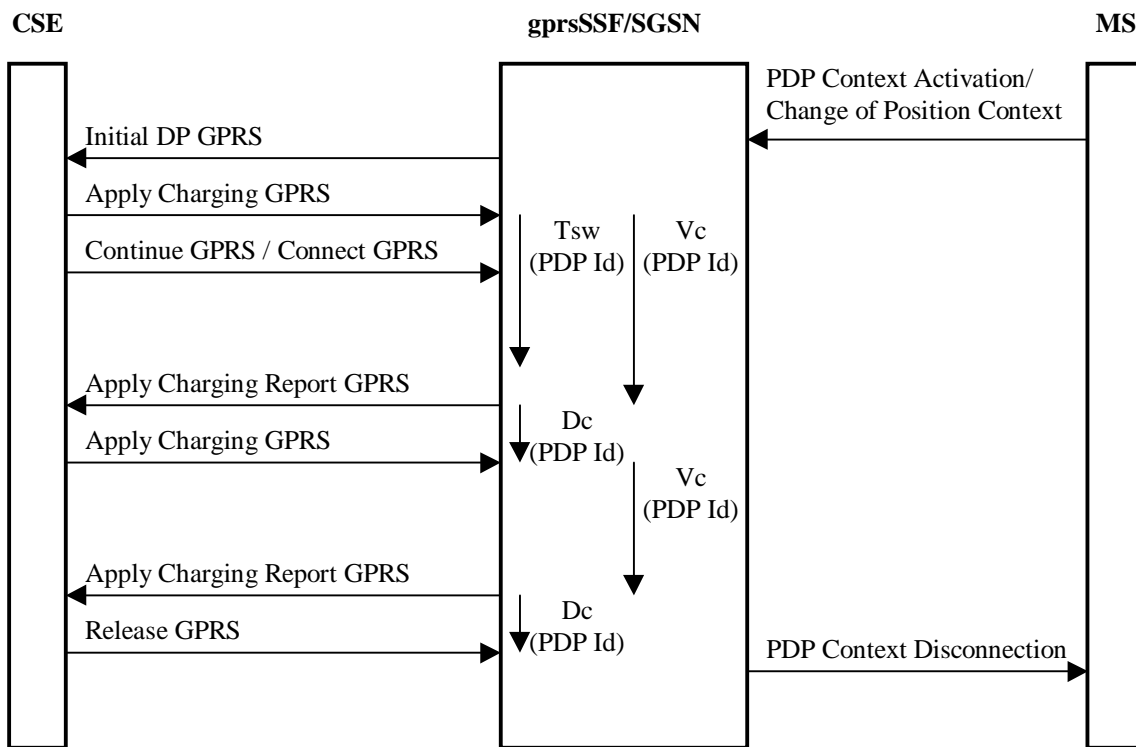 CSE
gprsSSF/SGSN
MS
PDP Context Activation/
Change of Position Context
Initial DP GPRS
Apply Charging GPRS
Tsw
(PDP Id)
Vc
(PDP Id)
Continue GPRS / Connect GPRS
Apply Charging Report GPRS
Dc
(PDP Id)
Apply Charging GPRS
Vc
(PDP Id)
Apply Charging Report GPRS
Dc
(PDP Id)
Release GPRS
PDP Context Disconnection